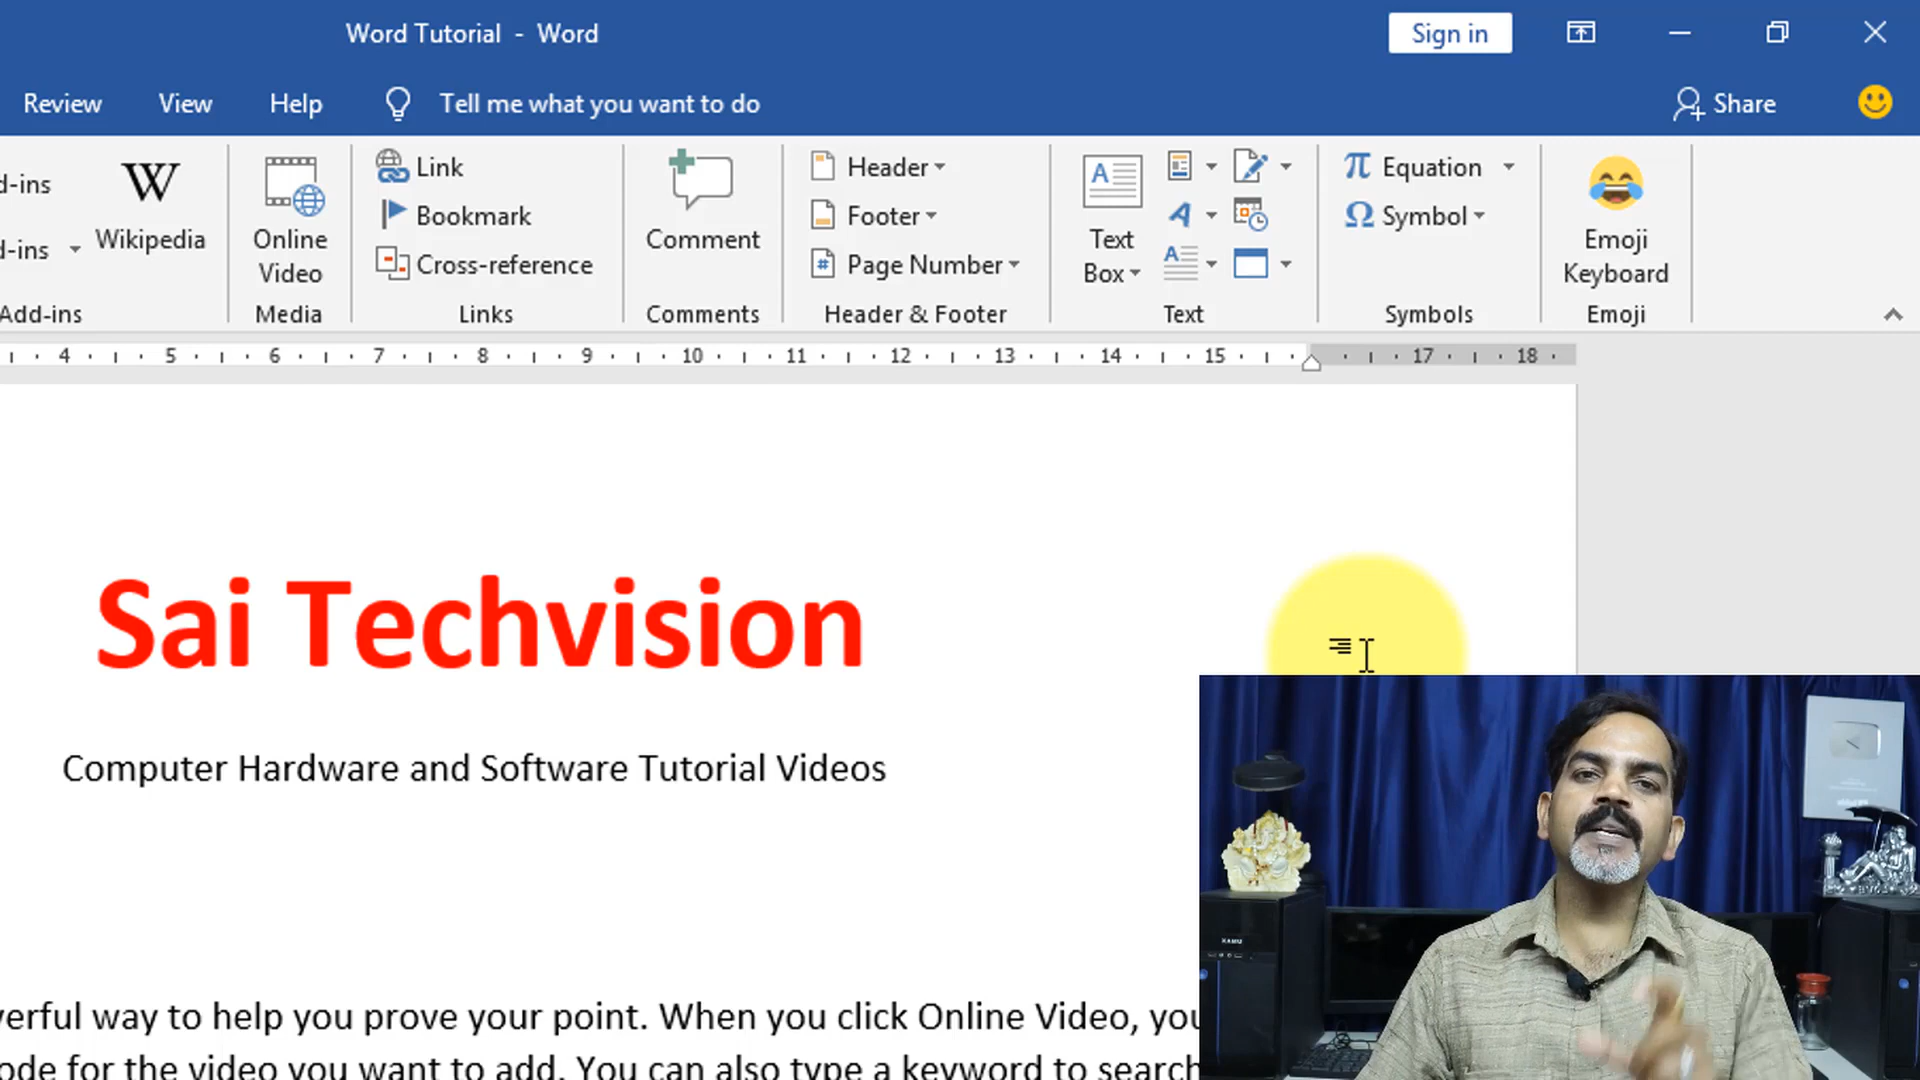 Word Tutorial - Word
Sign in
Review View Help Tell me what you want to do Share
d-ins
d-ins
W
Wikipedia
Add-ins
Online
Video
Media
Link
Bookmark
Cross-reference
Links
Comment
Comments
Header
Footer
Page Number
Header & Footer
A
Text
Box
A
A
Text
π Equation
Ω Symbol
Symbols
Emoji
Keyboard
Emoji
4 5 6 7 8 9 10 11 12 13 14 15 17 18
Sai Techvision
Computer Hardware and Software Tutorial Videos
verful way to help you prove your point. When you click Online Video, you
ode for the video you want to add. You can also type a keyword to search